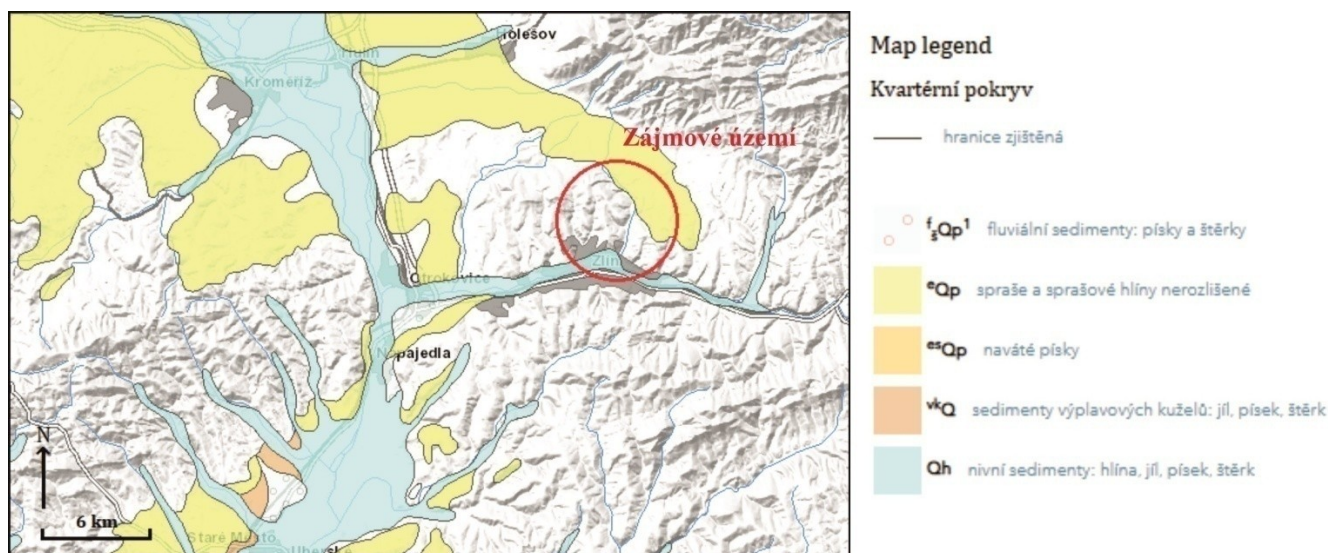 Holešov
Hulín
Kroměříž
Zájmové území
Zlín
Otrokovice
Napajedla
N
6 km
Staré Město
Map legend
Kvartérní pokryv
hranice zjištěná
fsQp1 fluviální sedimenty: písky a štěrky
eQp spraše a sprašové hlíny nerozlišené
esQp naváté písky
vkQ sedimenty výplavových kuželů: jíl, písek, štěrk
Qh nivní sedimenty: hlína, jíl, písek, štěrk